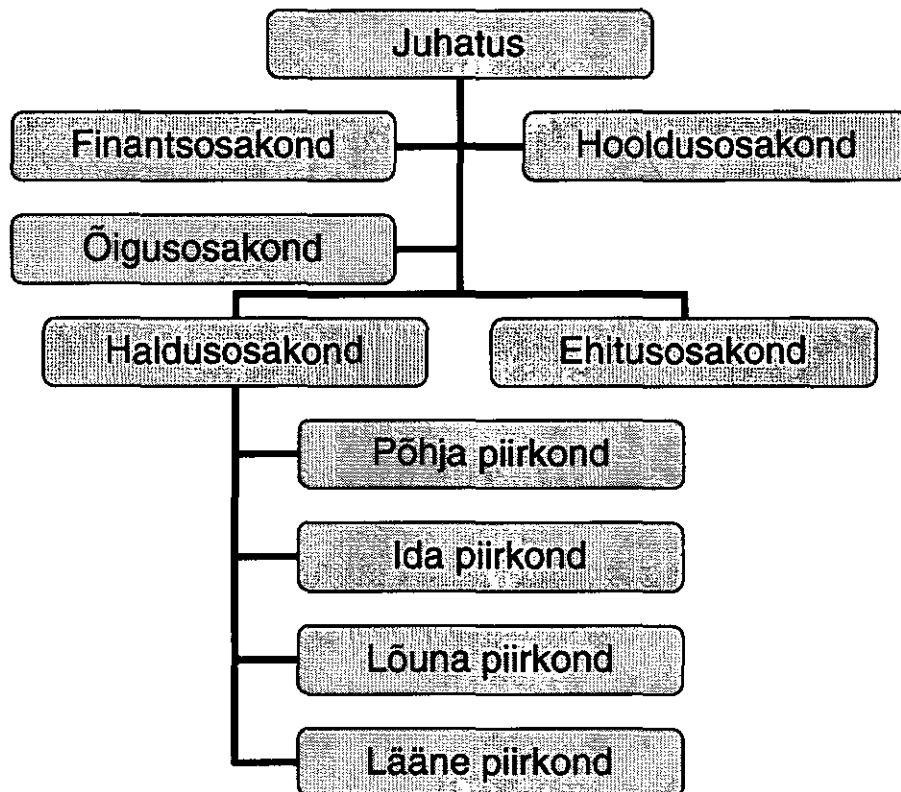 Juhatus
Finantsosakond
Hooldusosakond
Õigusosakond
Haldusosakond
Ehitusosakond
Põhja piirkond
Ida piirkond
Lõuna piirkond
Lääne piirkond